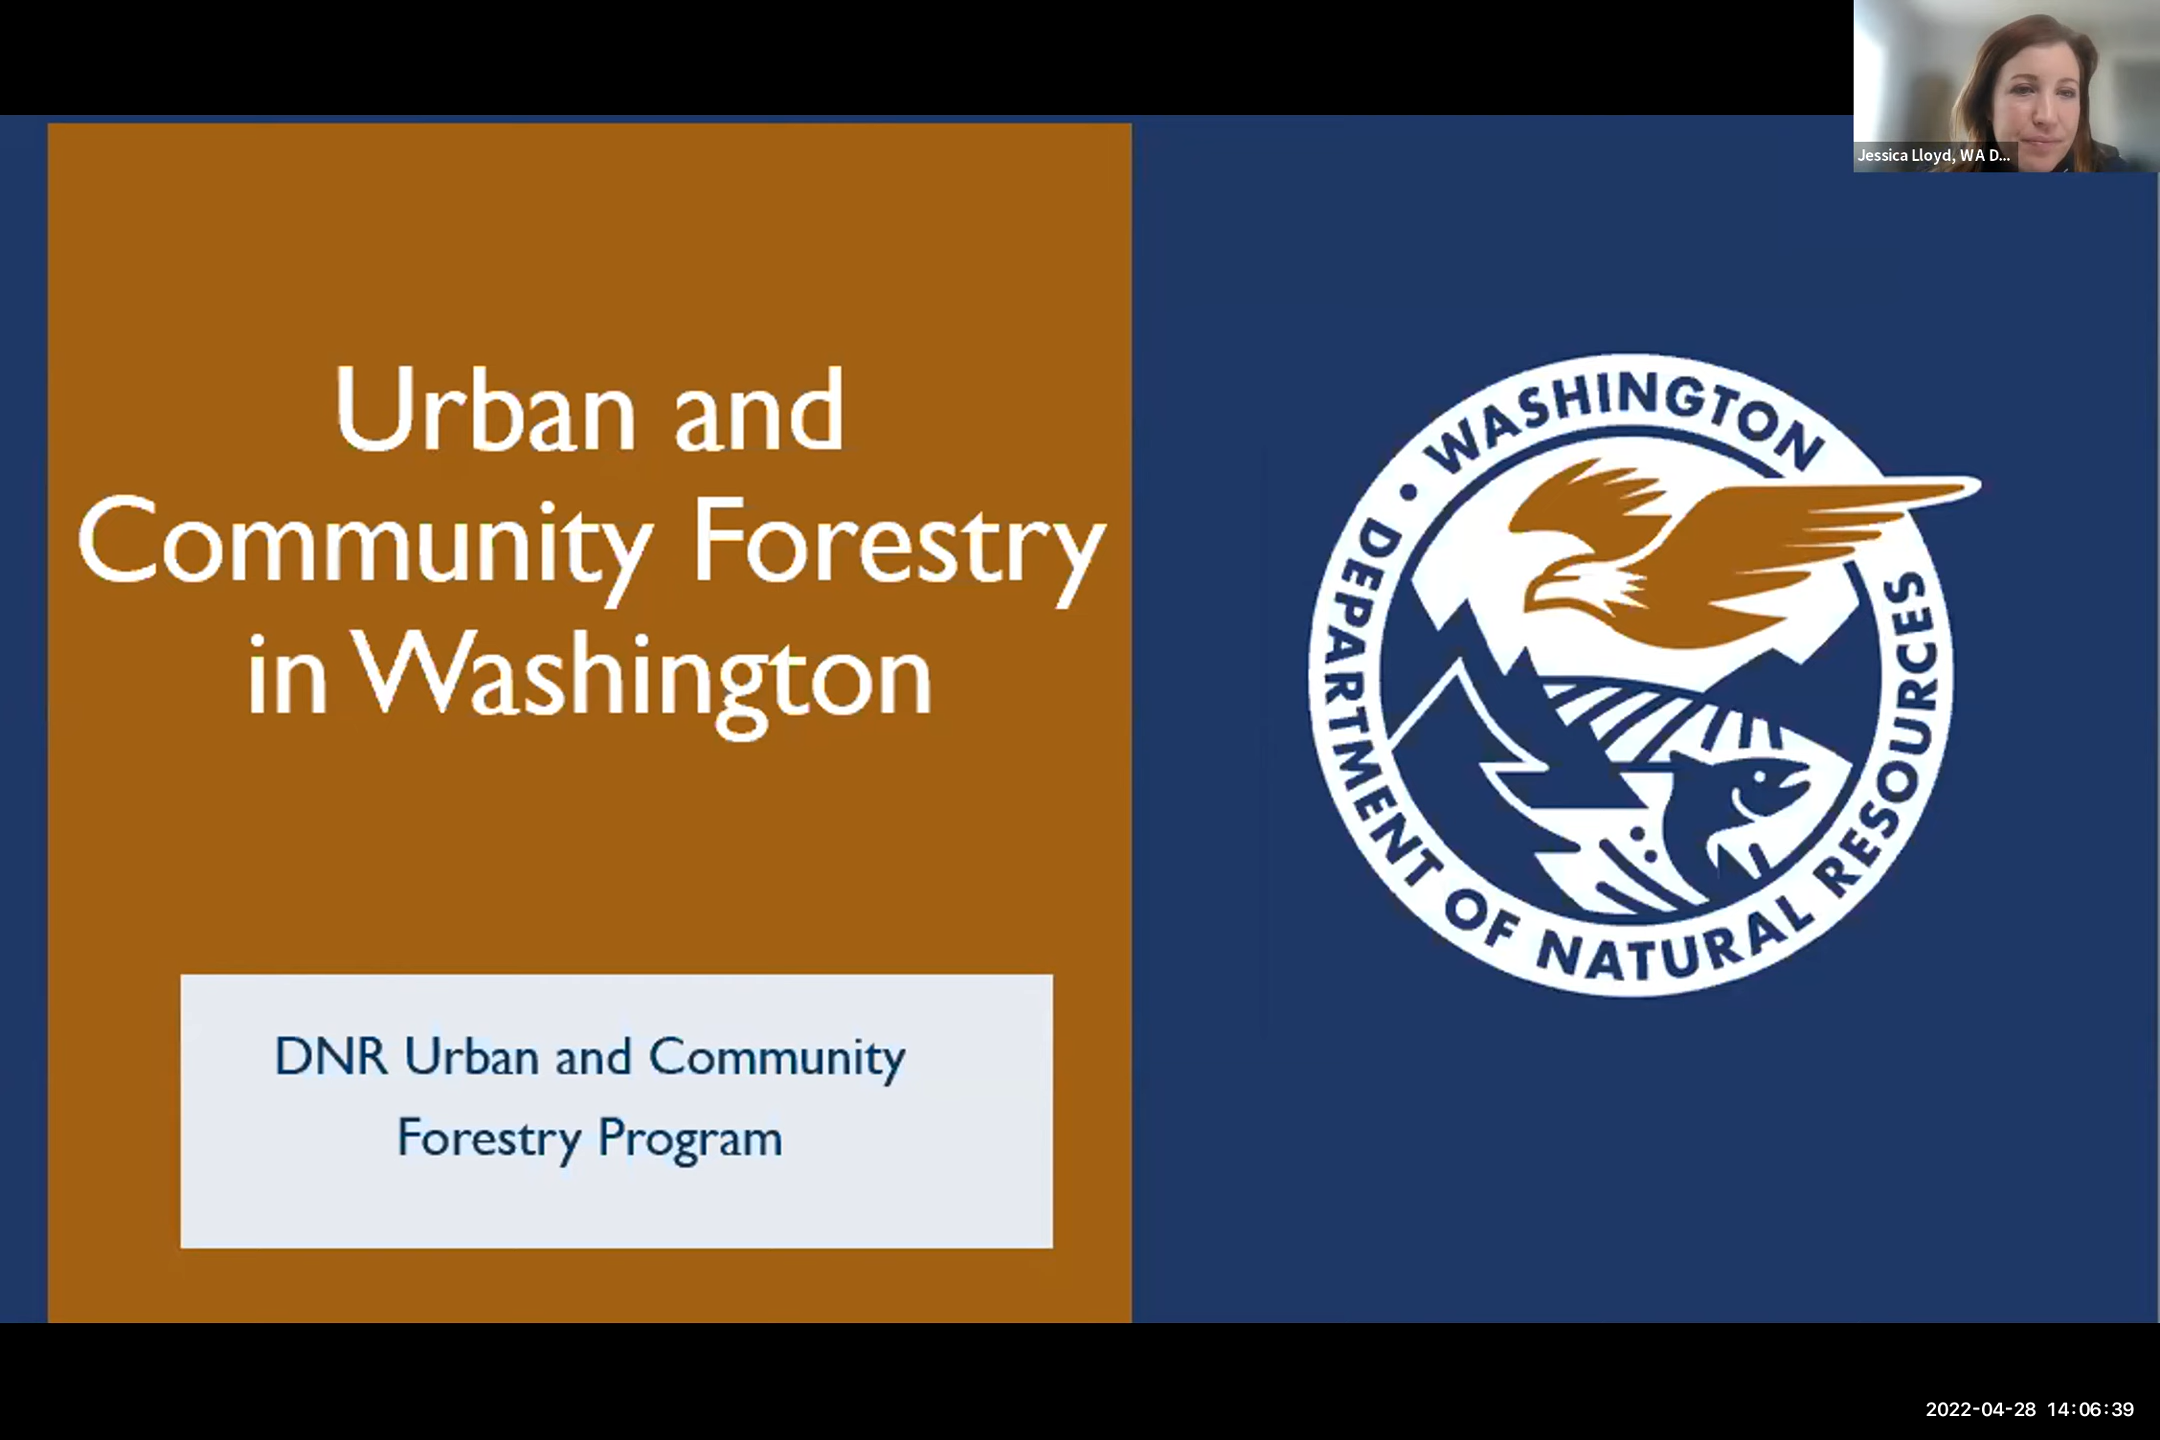 Jessica Lloyd, WA D...
Urban and
Community Forestry
in Washington
DNR Urban and Community
Forestry Program
• WASHINGTON
DEPARTMENT OF NATURAL RESOURCES
2022-04-28 14:06:39